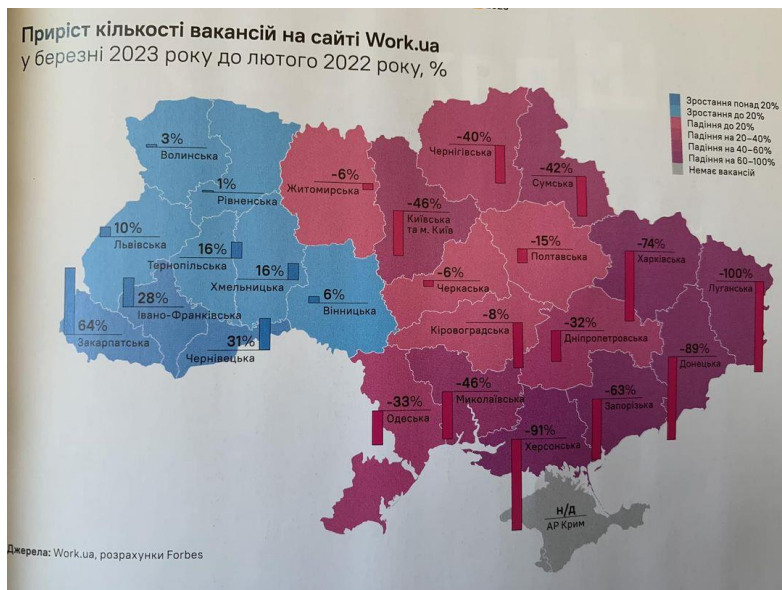 Приріст кількості вакансій на сайті Work.ua
у березні 2023 року до лютого 2022 року, %
Зростання понад 20%
Зростання до 20%
Падіння до 20%
Падіння на 20–40%
Падіння на 40–60%
Падіння на 60–100%
Немає вакансій
3%
Волинська
1%
Рівненська
-6%
Житомирська
-40%
Чернігівська
-42%
Сумська
-46%
Київська
та м. Київ
10%
Львівська
16%
Тернопільська
16%
Хмельницька
-15%
Полтавська
-74%
Харківська
-100%
Луганська
28%
Івано-Франківська
6%
Вінницька
-6%
Черкаська
64%
Закарпатська
31%
Чернівецька
-8%
Кіровоградська
-32%
Дніпропетровська
-89%
Донецька
-33%
Одеська
-46%
Миколаївська
-63%
Запорізька
-91%
Херсонська
н/д
АР Крим
Джерела: Work.ua, розрахунки Forbes